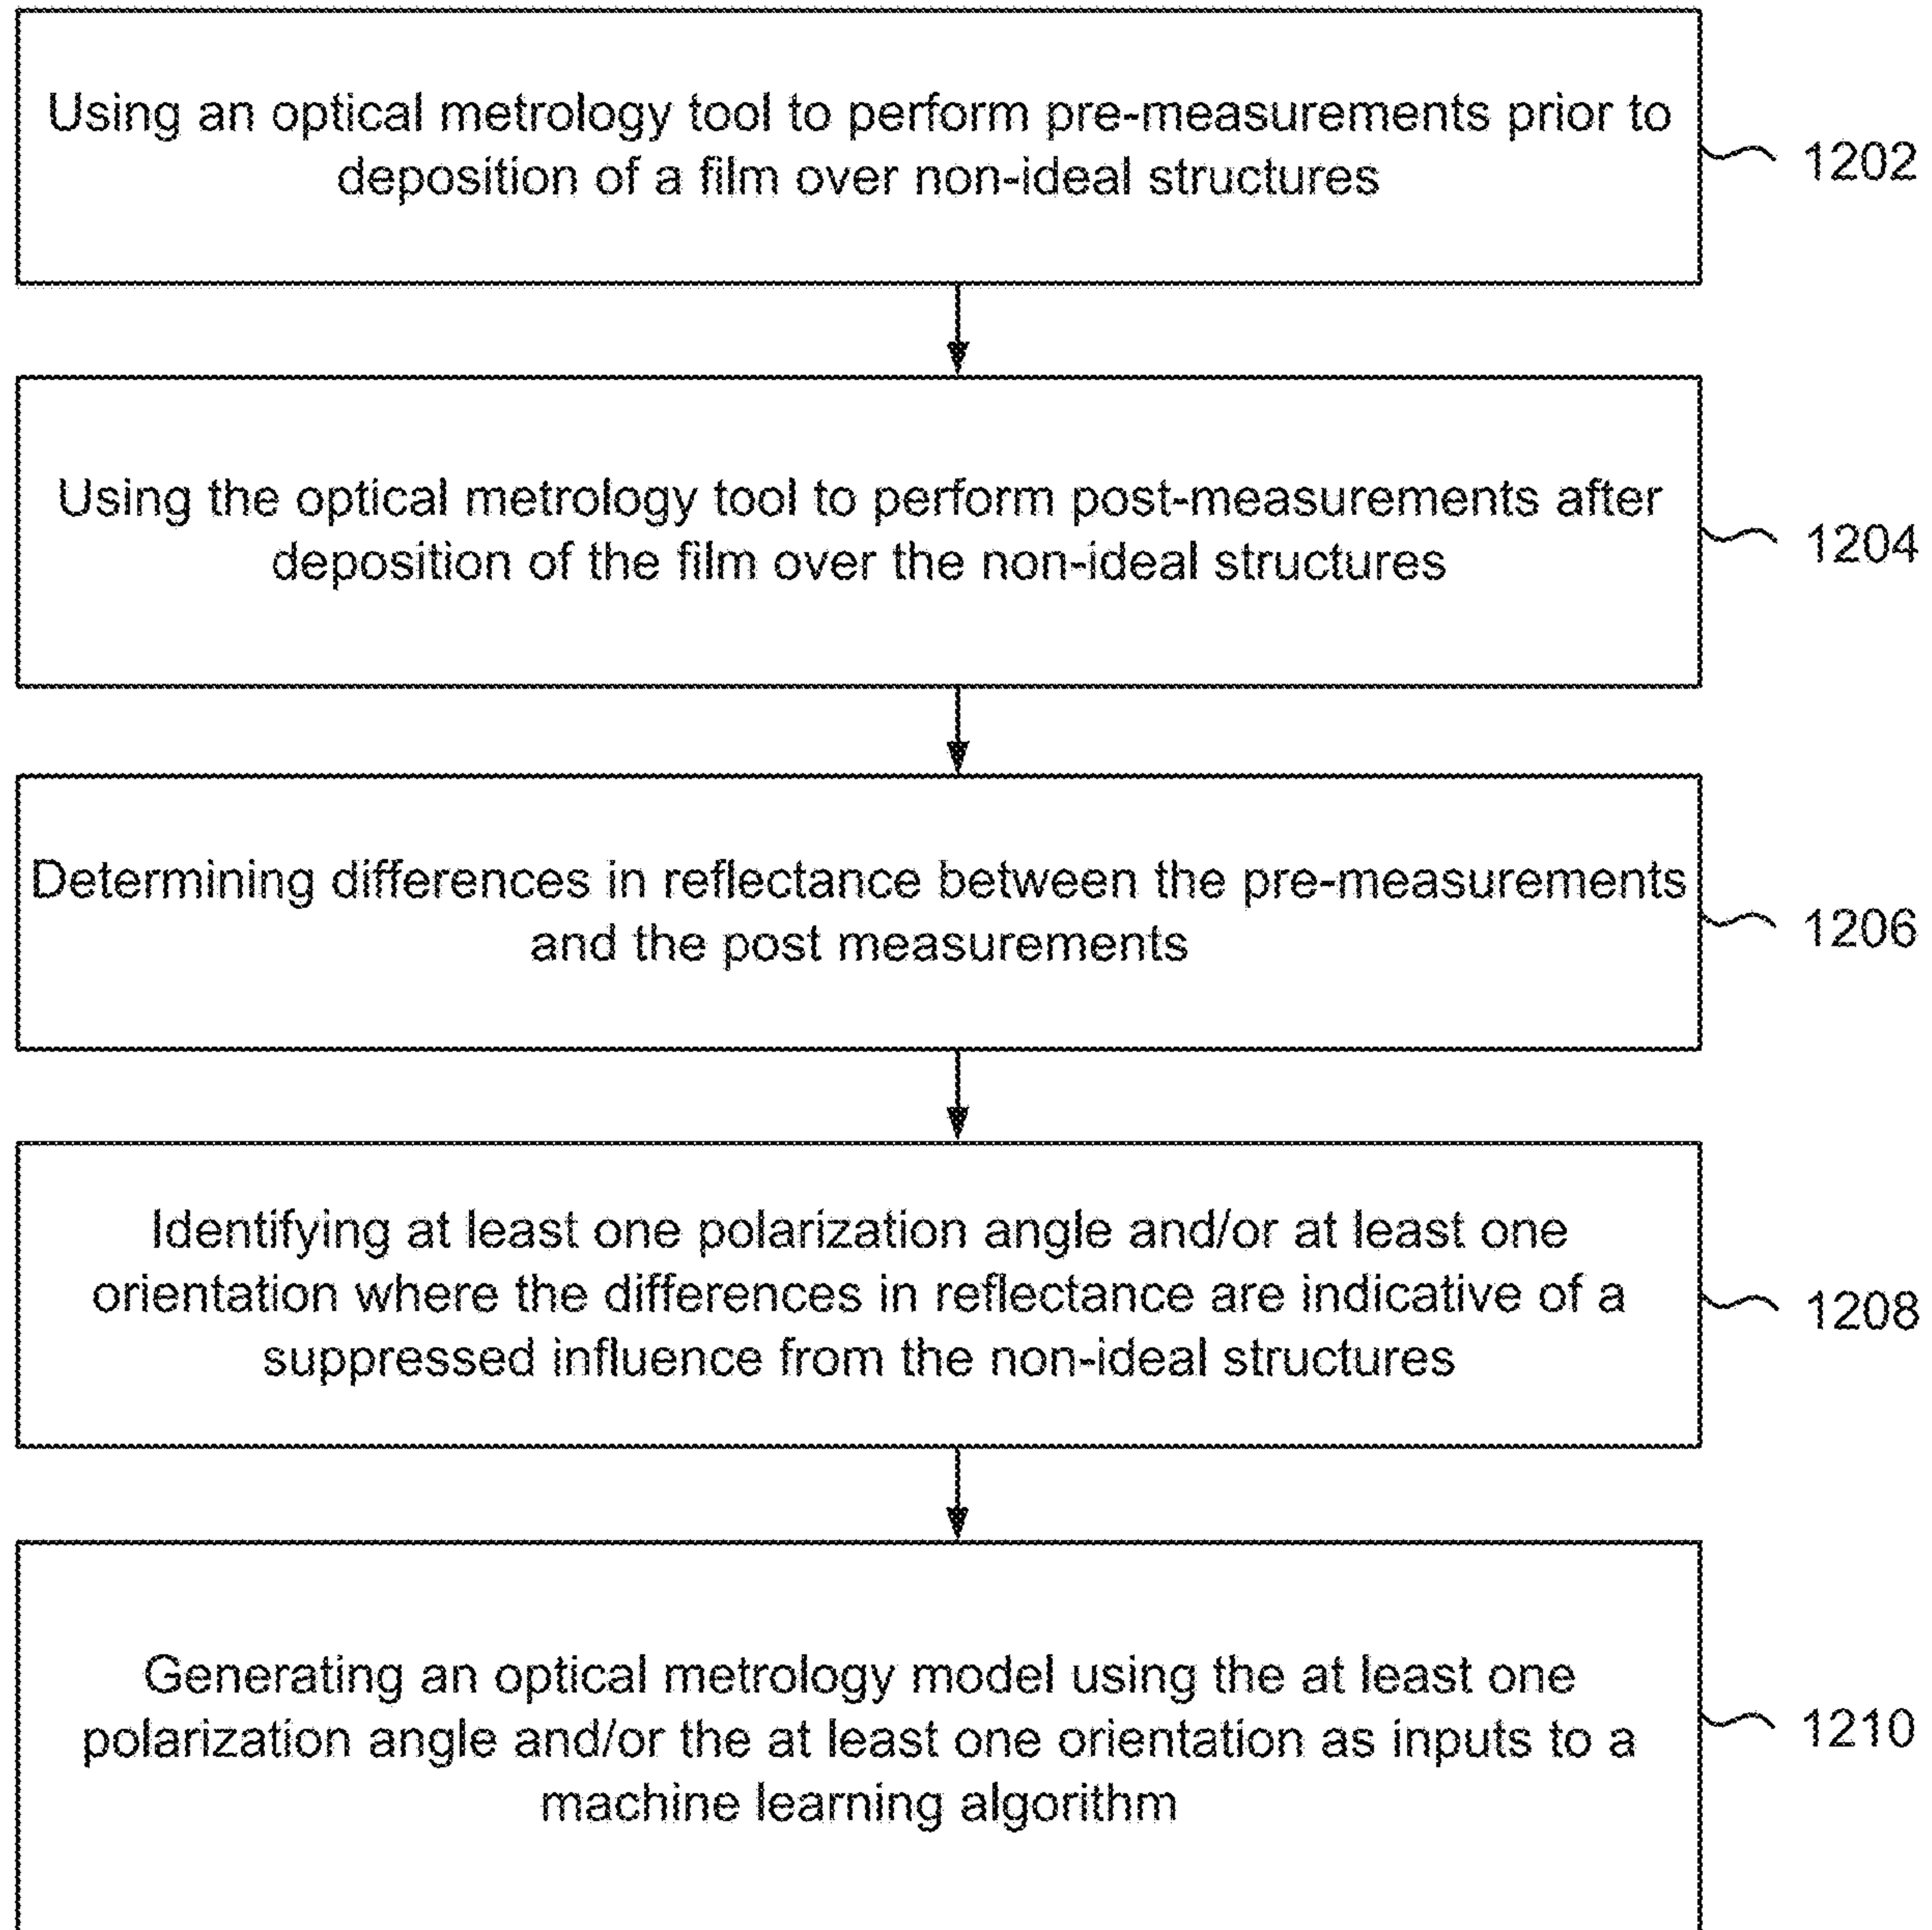 Using an optical metrology tool to perform pre-measurements prior to
deposition of a film over non-ideal structures
1202
Using the optical metrology tool to perform post-measurements after
deposition of the film over the non-ideal structures
1204
Determining differences in reflectance between the pre-measurements
and the post measurements
1206
Identifying at least one polarization angle and/or at least one
orientation where the differences in reflectance are indicative of a
suppressed influence from the non-ideal structures
1208
Generating an optical metrology model using the at least one
polarization angle and/or the at least one orientation as inputs to a
machine learning algorithm
1210